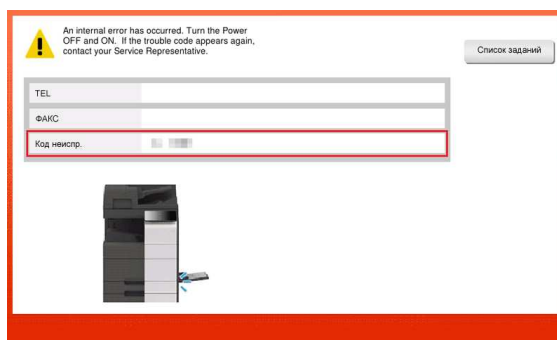 An internal error has occurred. Turn the Power
OFF and ON. If the trouble code appears again,
contact your Service Representative.
Список заданий
TEL
ФАКС
Код неиспр.